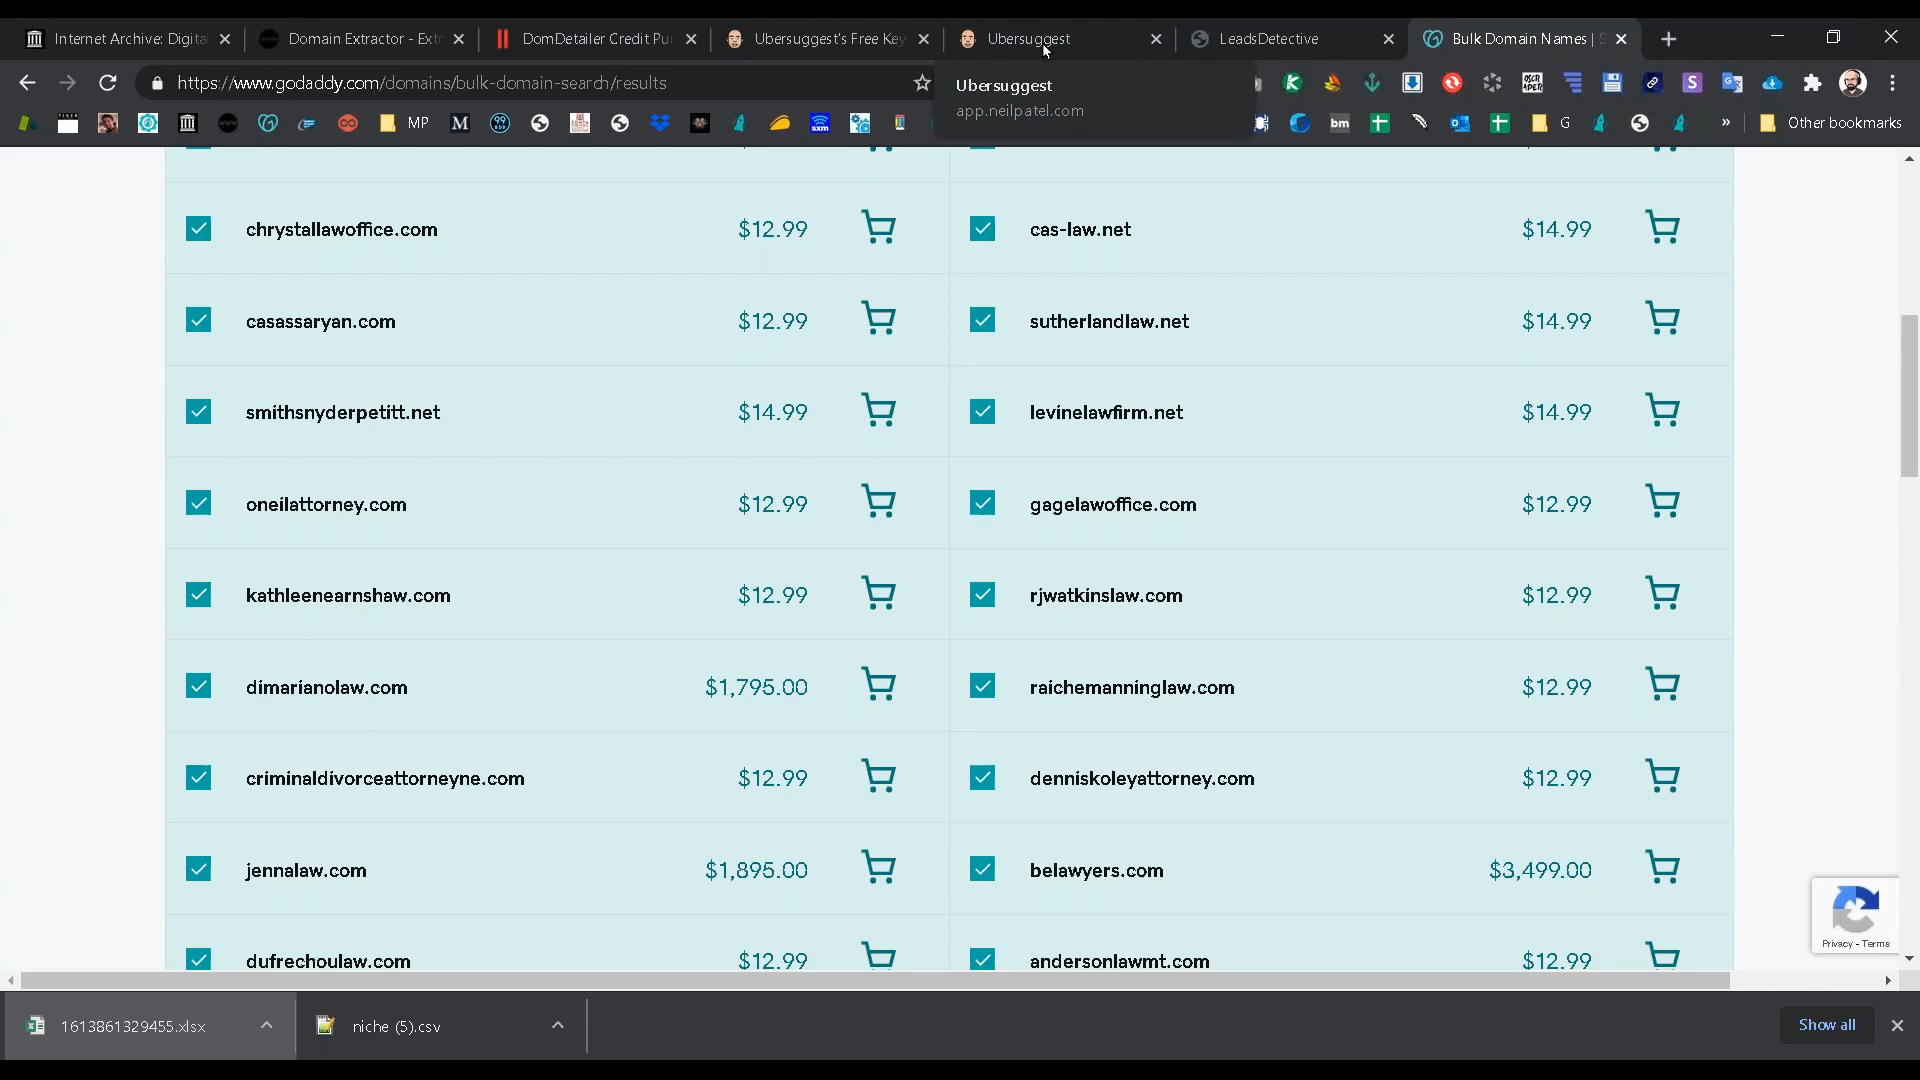 Internet Archive: Digita
Domain Extractor - Ext
DomDetailer Credit Pur
Ubersuggest's Free Key
Ubersuggest
LeadsDetective
Bulk Domain Names | S
https://www.godaddy.com/domains/bulk-domain-search/results
Ubersuggest
app.neilpatel.com
MP
bm
G
» Other bookmarks
chrystallawoffice.com $12.99
cas-law.net $14.99
casassaryan.com $12.99
sutherlandlaw.net $14.99
smithsnyderpetitt.net $14.99
levinelawfirm.net $14.99
oneilattorney.com $12.99
gagelawoffice.com $12.99
kathleenearnshaw.com $12.99
rjwatkinslaw.com $12.99
dimarianolaw.com $1,795.00
raichemanninglaw.com $12.99
criminaldivorceattorneyne.com $12.99
denniskoleyattorney.com $12.99
jennalaw.com $1,895.00
belawyers.com $3,499.00
dufrechoulaw.com $12.99
andersonlawmt.com $12.99
Privacy - Terms
1613861329455.xlsx
niche (5).csv
Show all